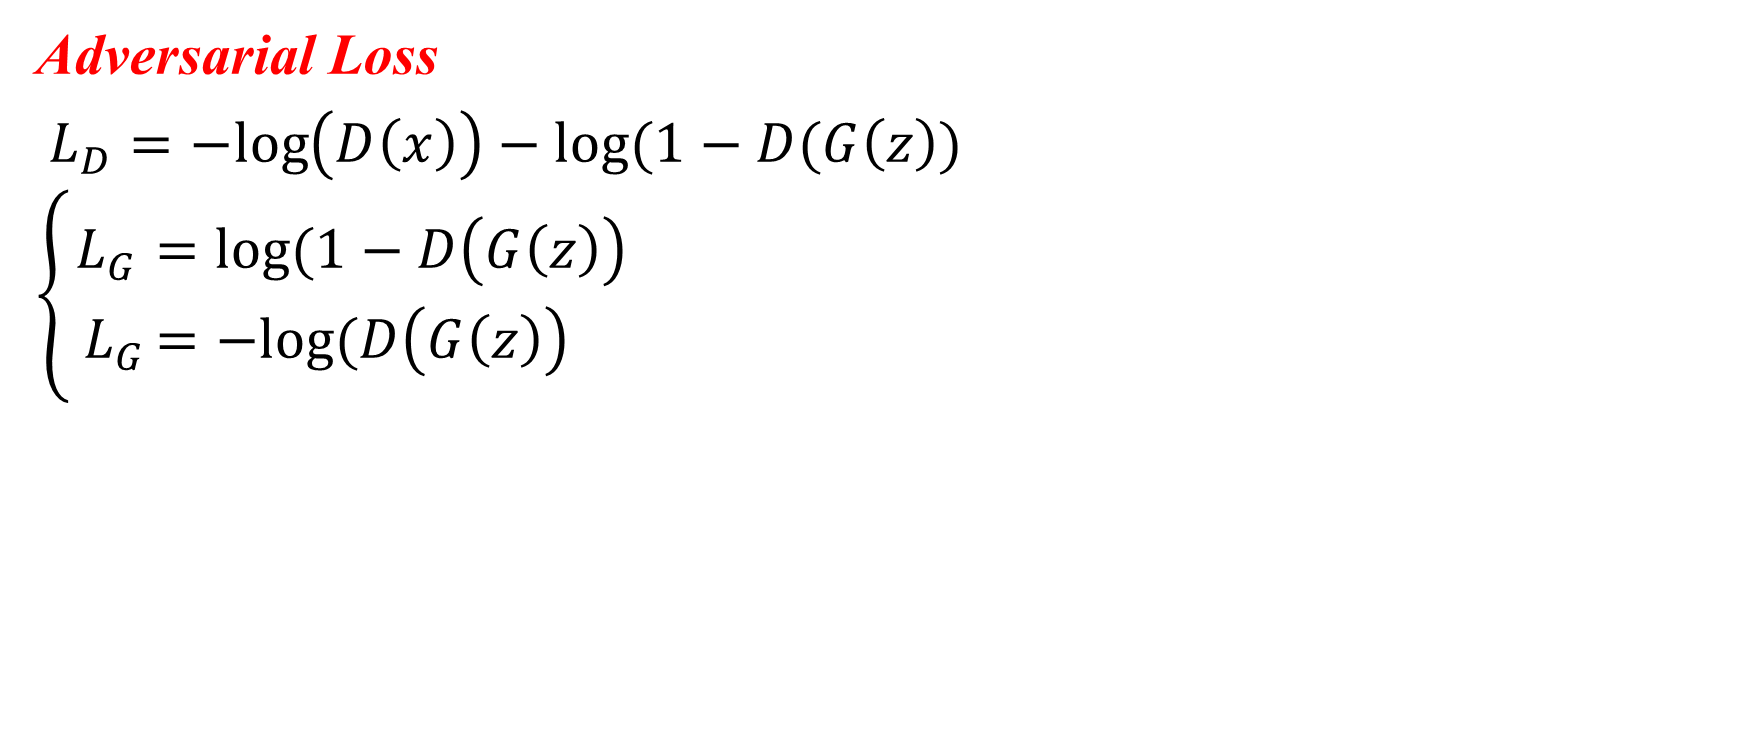 Adversarial Loss
L_D = −log(D(x)) − log(1 − D(G(z))
L_G = log(1 − D(G(z))
L_G = −log(D(G(z))